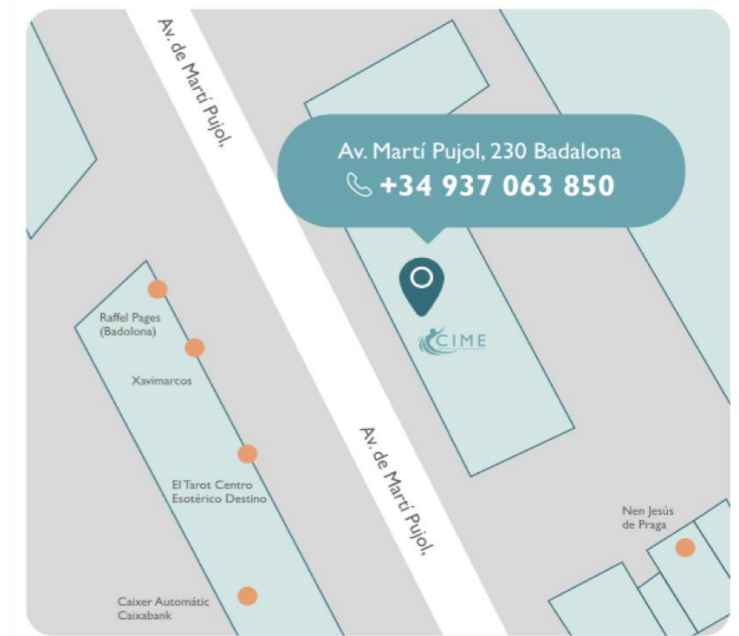 Av. de Martí Pujol,
Av. Martí Pujol, 230 Badalona
+34 937 063 850
CIME
Raffel Pages
(Badolona)
Xavimarcos
Av. de Martí Pujol,
El Tarot Centro
Esotérico Destino
Nen Jesús
de Praga
Caixer Automátic
Caixabank